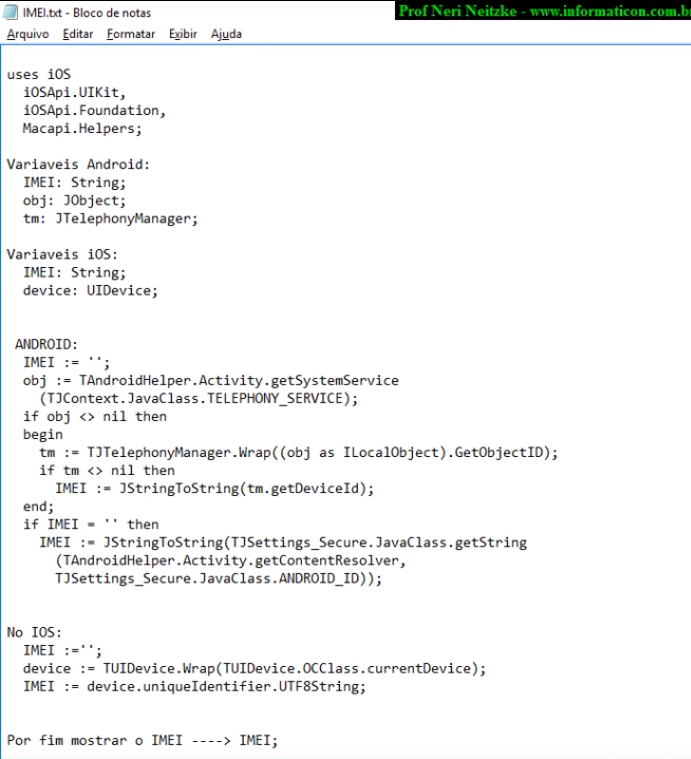 IMEI.txt - Bloco de notas
Prof Neri Neitzke - www.informaticon.com.b
Arquivo Editar Formatar Exibir Ajuda
uses iOS
iOSApi.UIKit,
iOSApi.Foundation,
Macapi.Helpers;
Variaveis Android:
IMEI: String;
obj: JObject;
tm: JTelephonyManager;
Variaveis iOS:
IMEI: String;
device: UIDevice;
ANDROID:
IMEI := '';
obj := TAndroidHelper.Activity.getSystemService
(TJContext.JavaClass.TELEPHONY_SERVICE);
if obj <> nil then
begin
tm := TJTelephonyManager.Wrap((obj as ILocalObject).GetObjectID);
if tm <> nil then
IMEI := JStringToString(tm.getDeviceId);
end;
if IMEI = '' then
IMEI := JStringToString(TJSettings_Secure.JavaClass.getString
(TAndroidHelper.Activity.getContentResolver,
TJSettings_Secure.JavaClass.ANDROID_ID));
No IOS:
IMEI :='';
device := TUIDevice.Wrap(TUIDevice.OCClass.currentDevice);
IMEI := device.uniqueIdentifier.UTF8String;
Por fim mostrar o IMEI ----> IMEI;